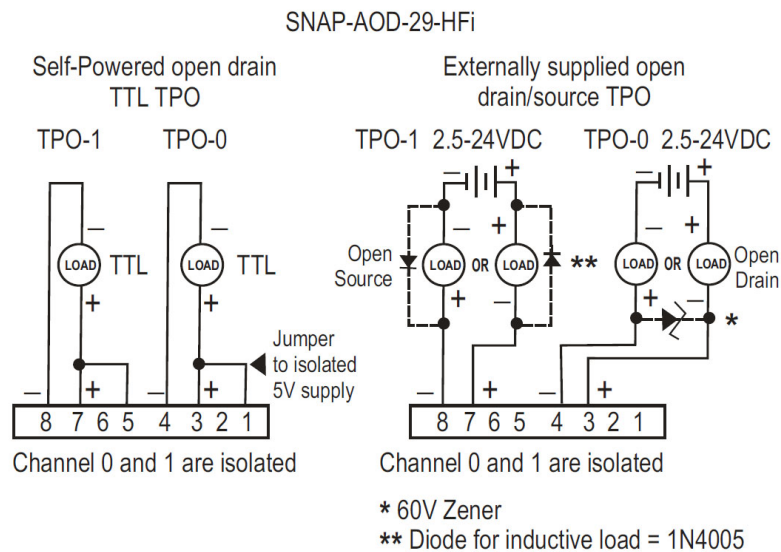 SNAP-AOD-29-HFi
Self-Powered open drain
TTL TPO
TPO-1 TPO-0
–
–
LOAD TTL
LOAD TTL
+
+
Jumper
to isolated
5V supply
– + – +
8 7 6 5 4 3 2 1
Channel 0 and 1 are isolated
Externally supplied open
drain/source TPO
TPO-1 2.5-24VDC TPO-0 2.5-24VDC
– + – +
– + – +
Open
Source
LOAD OR LOAD **
LOAD OR LOAD
Open
Drain
+ – + –
*
– + – +
8 7 6 5 4 3 2 1
Channel 0 and 1 are isolated
* 60V Zener
** Diode for inductive load = 1N4005